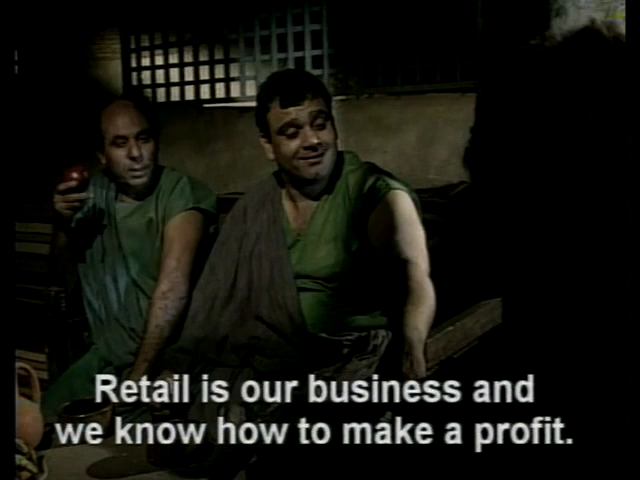 Retail is our business and
we know how to make a profit.